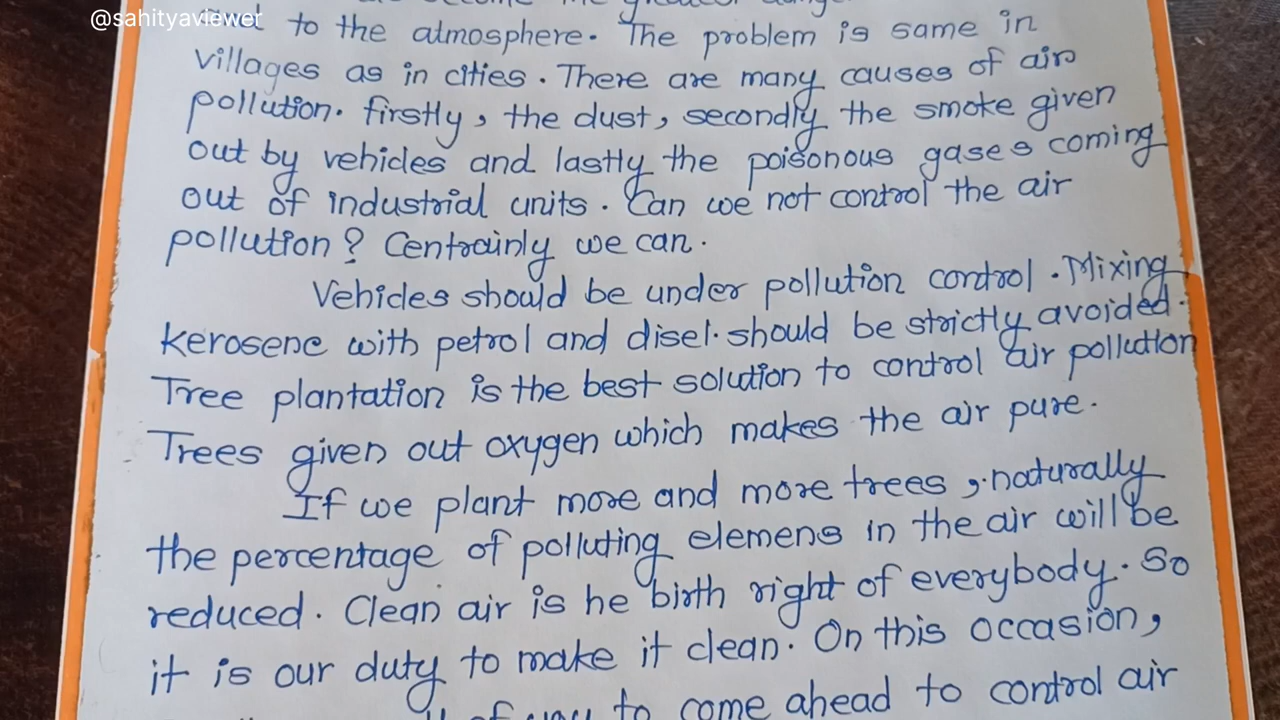 @sahityaviewer
to the atmosphere. The problem is same in
villages as in cities. There are many causes of air
pollution. firstly, the dust, secondly the smoke given
out by vehicles and lastly the poisonous gases coming
out of industrial units. Can we not control the air
pollution? Centrainly we can.
Vehicles should be under pollution control. Mixing
kerosene with petrol and disel. should be strictly avoided.
Tree plantation is the best solution to control air pollution
Trees given out oxygen which makes the air pure.
If we plant more and more trees, naturally
the percentage of polluting elemens in the air will be
reduced. Clean air is he birth right of everybody. So
it is our duty to make it clean. On this occasion,
of you to come ahead to control air